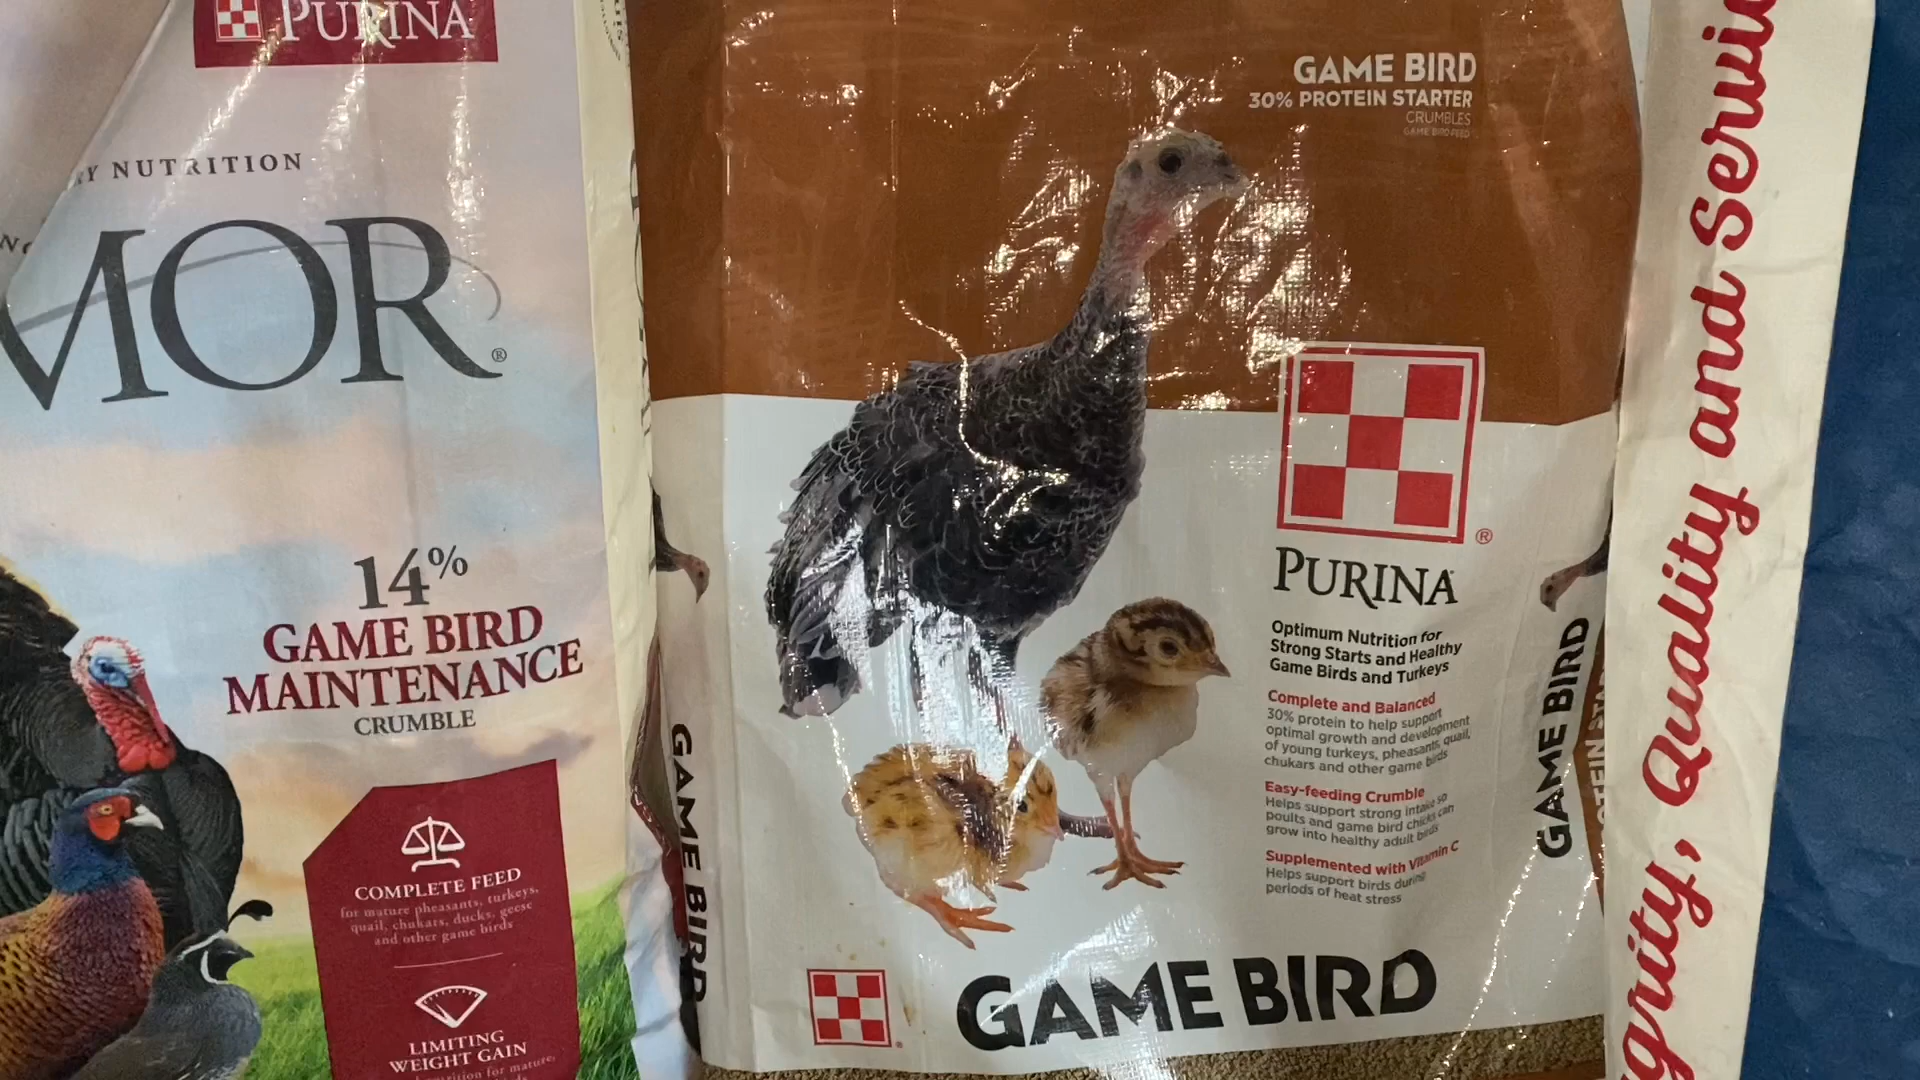 PURINA
Y NUTRITION
MOR®
14%
GAME BIRD
MAINTENANCE
CRUMBLE
COMPLETE FEED
for mature pheasants, turkeys,
quail, chukars, ducks, geese
and other game birds
LIMITING
WEIGHT GAIN
for mature,
GAME BIRD
GAME BIRD
30% PROTEIN STARTER
CRUMBLES
GAME BIRD FEED
®
PURINA
Optimum Nutrition for
Strong Starts and Healthy
Game Birds and Turkeys
Complete and Balanced
30% protein to help support
optimal growth and development
of young turkeys, pheasants, quail,
chukars and other game birds
Easy-feeding Crumble
Helps support strong intake so
poults and game bird chicks can
grow into healthy adult birds
Supplemented with Vitamin C
Helps support birds during
periods of heat stress
GAME BIRD
GAME BIRD
grity, Quality and Servic